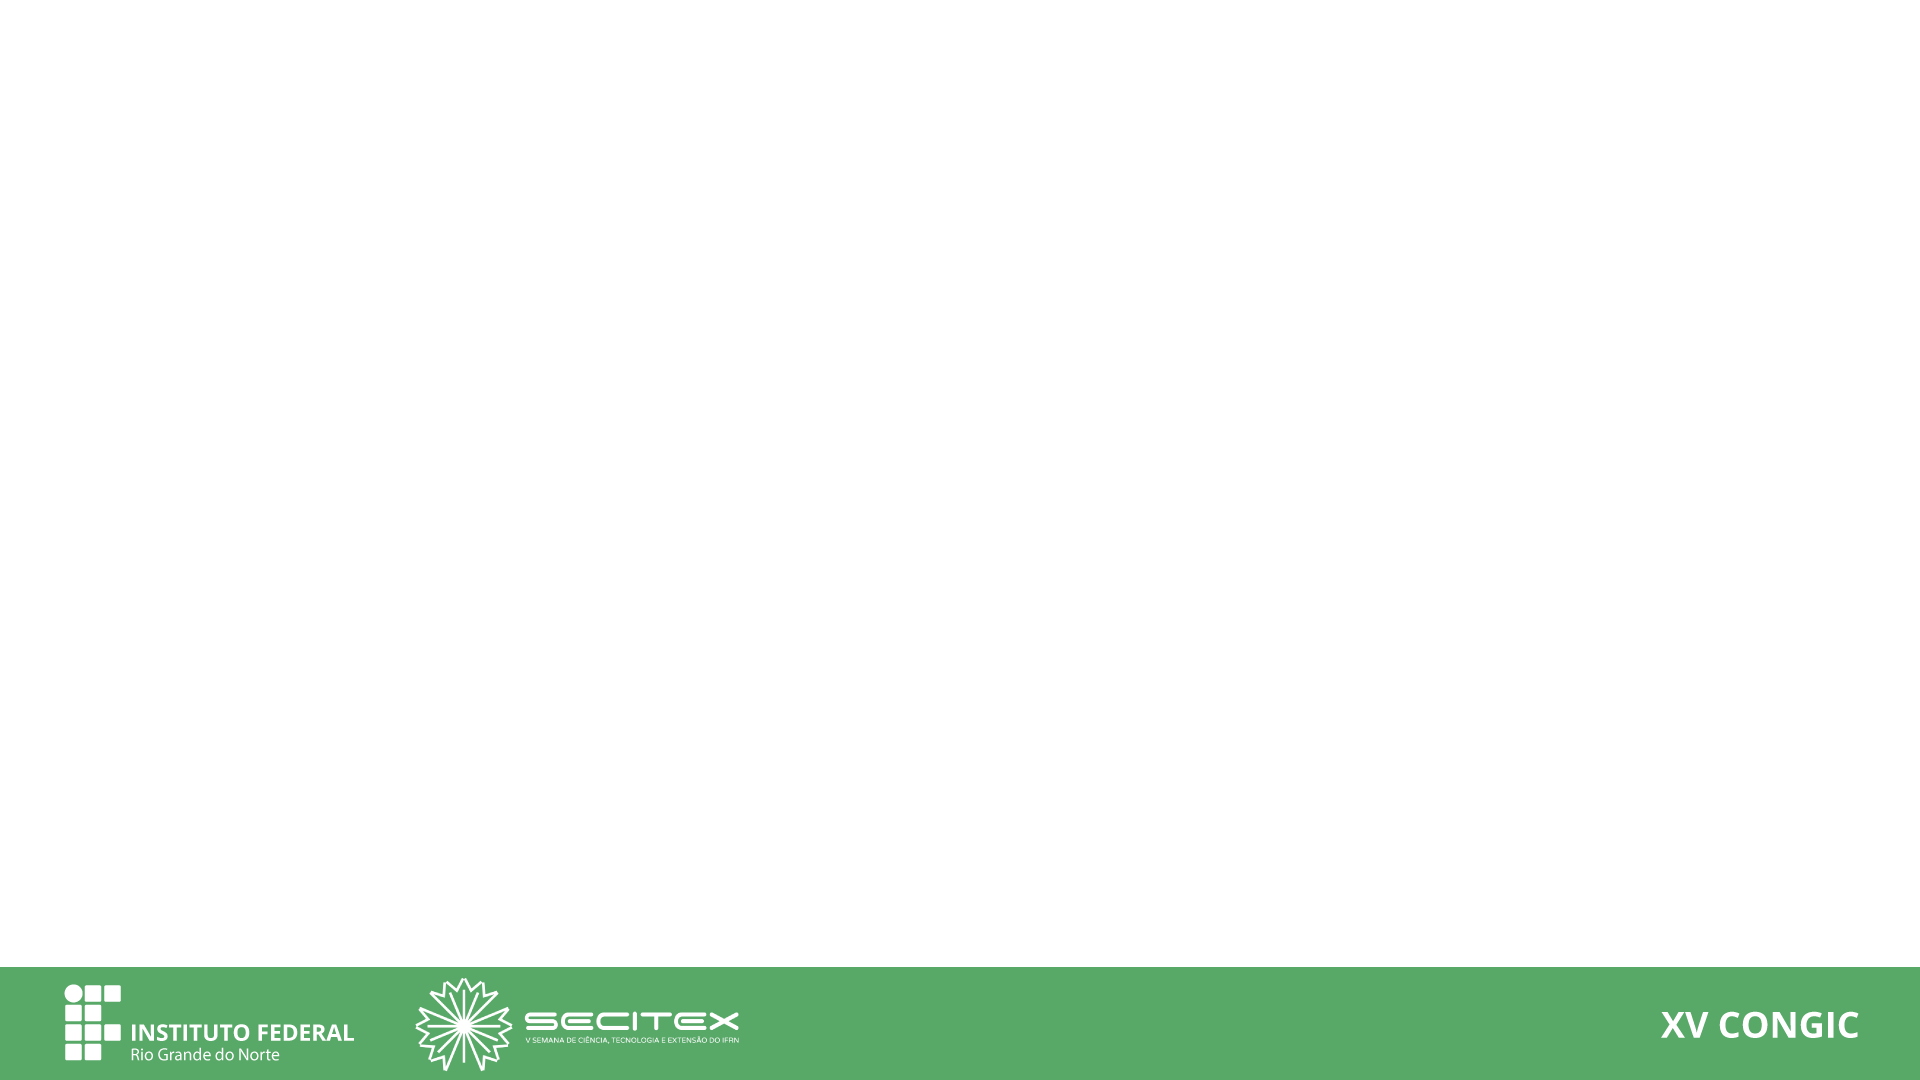 INSTITUTO FEDERAL
Rio Grande do Norte
SECITEX
V SEMANA DE CIÊNCIA, TECNOLOGIA E EXTENSÃO DO IFRN
XV CONGIC